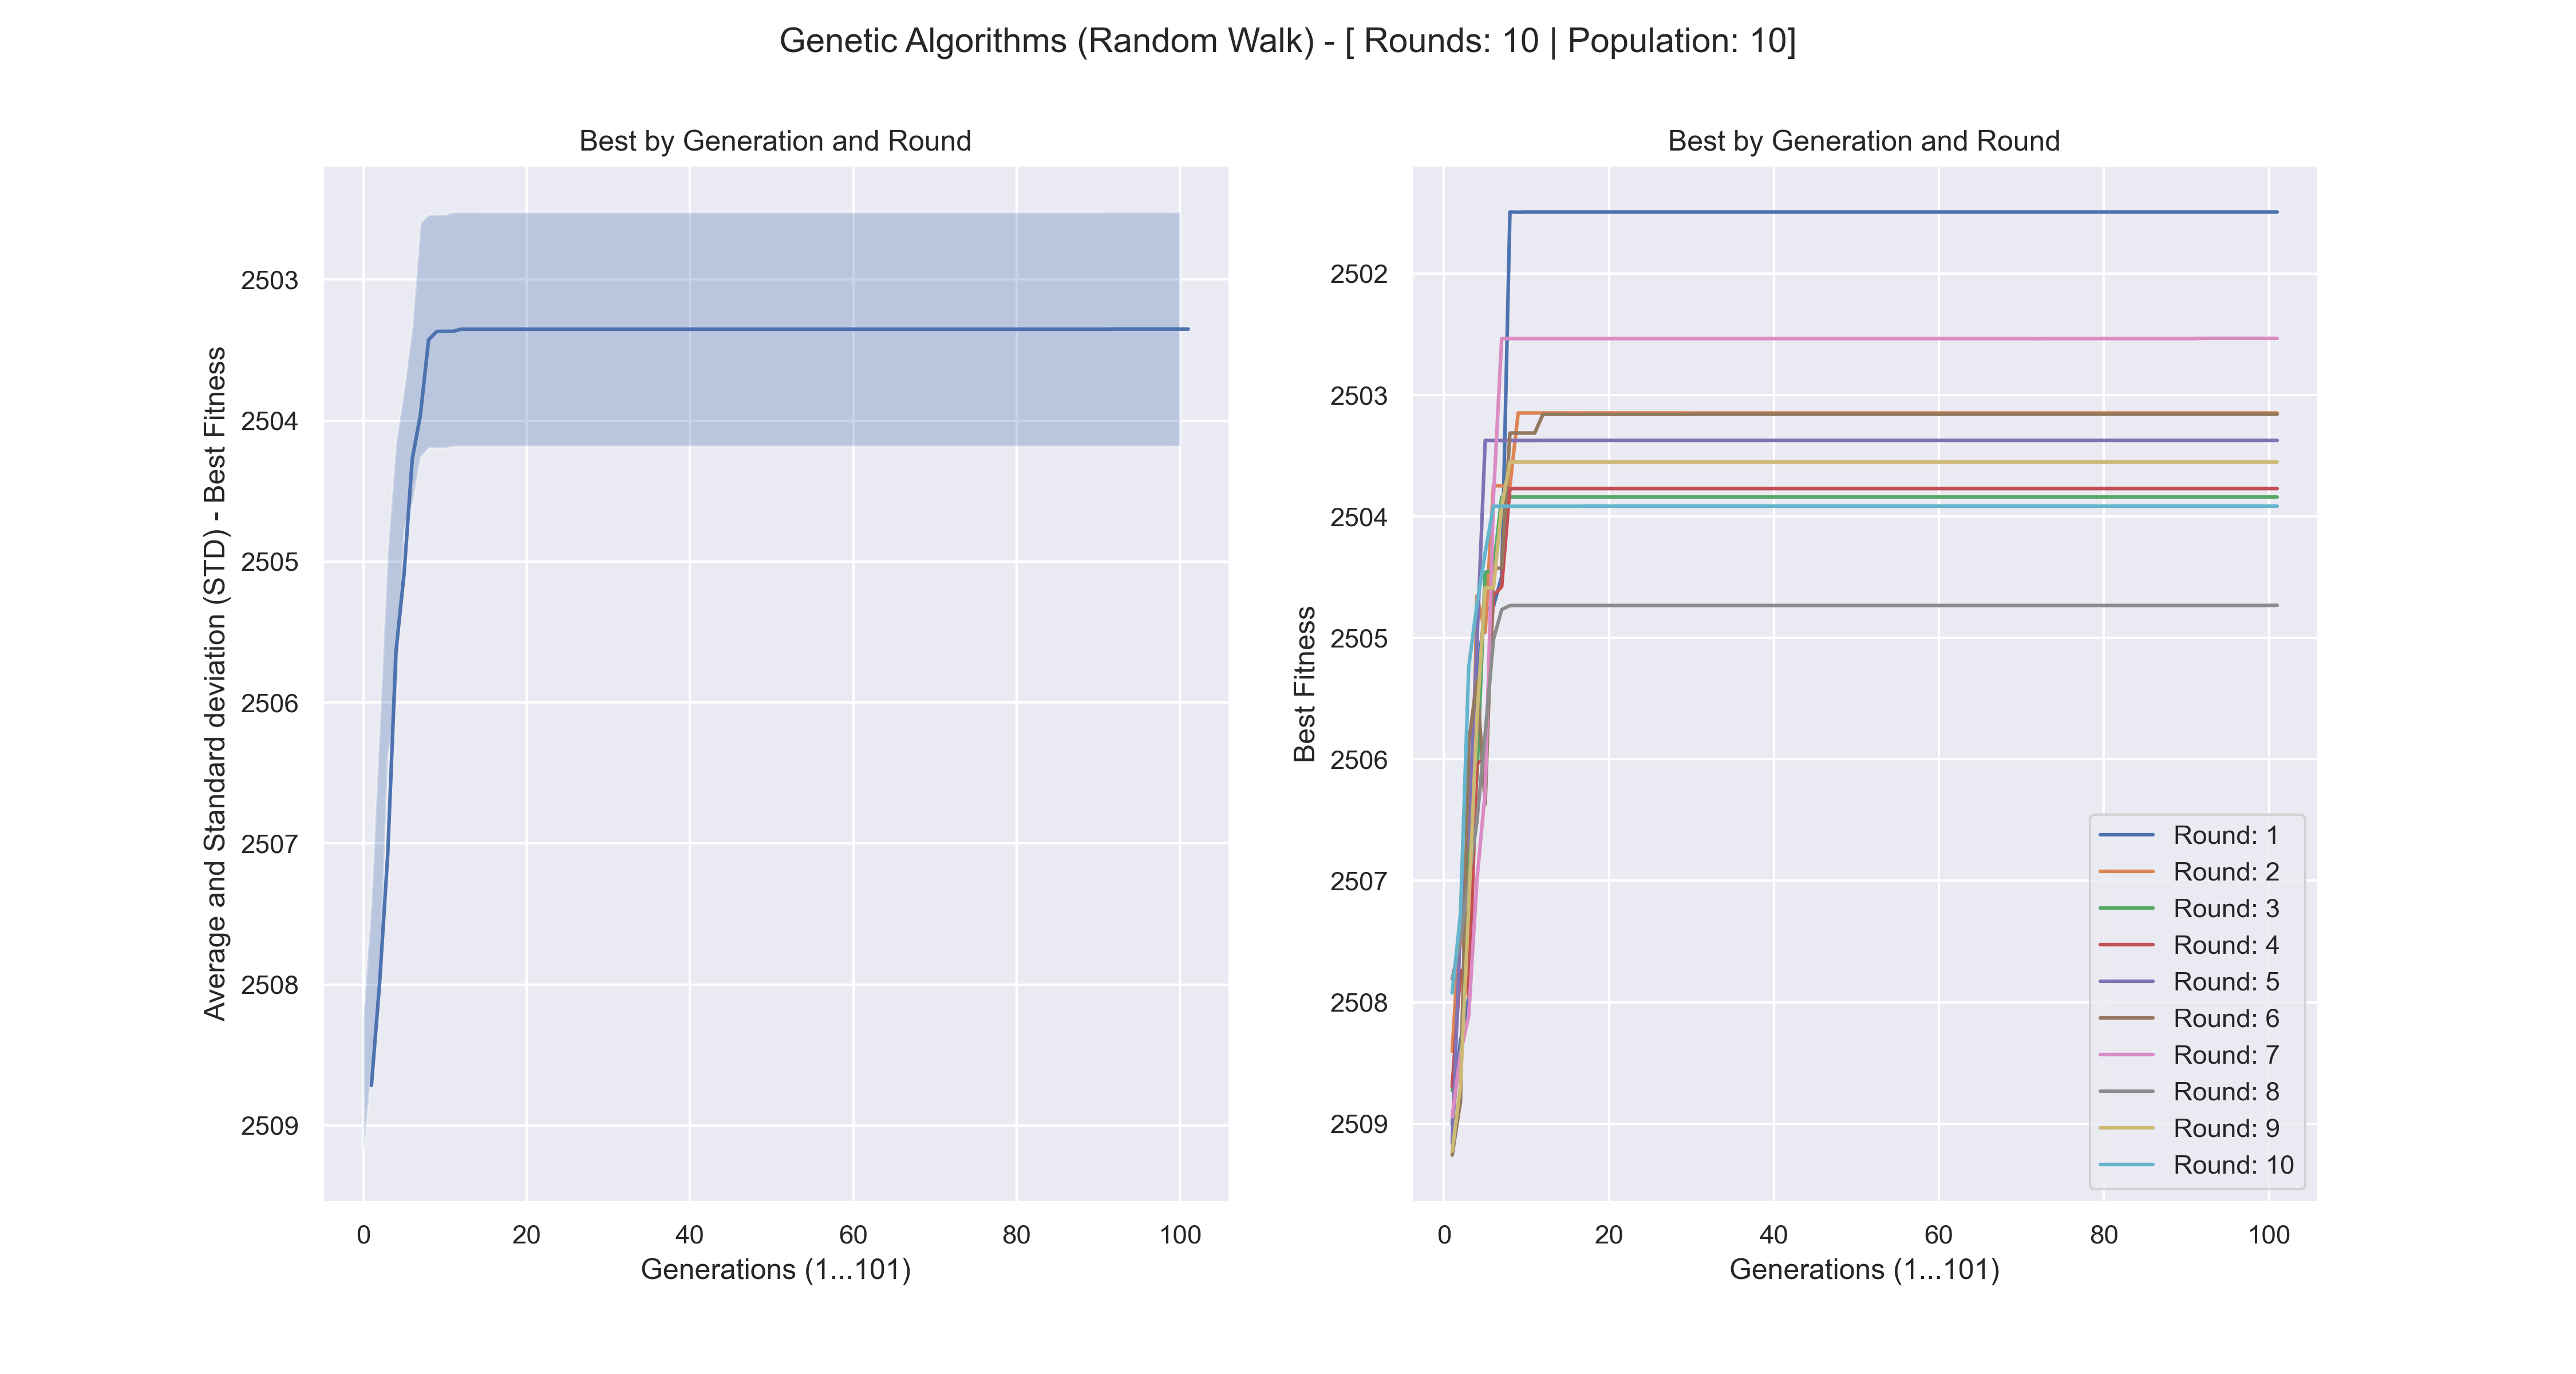 Genetic Algorithms (Random Walk) - [ Rounds: 10 | Population: 10]
Best by Generation and Round
Average and Standard deviation (STD) - Best Fitness
2503
2504
2505
2506
2507
2508
2509
0 20 40 60 80 100
Generations (1...101)
Best by Generation and Round
Best Fitness
2502
2503
2504
2505
2506
2507
2508
2509
Round: 1
Round: 2
Round: 3
Round: 4
Round: 5
Round: 6
Round: 7
Round: 8
Round: 9
Round: 10
0 20 40 60 80 100
Generations (1...101)